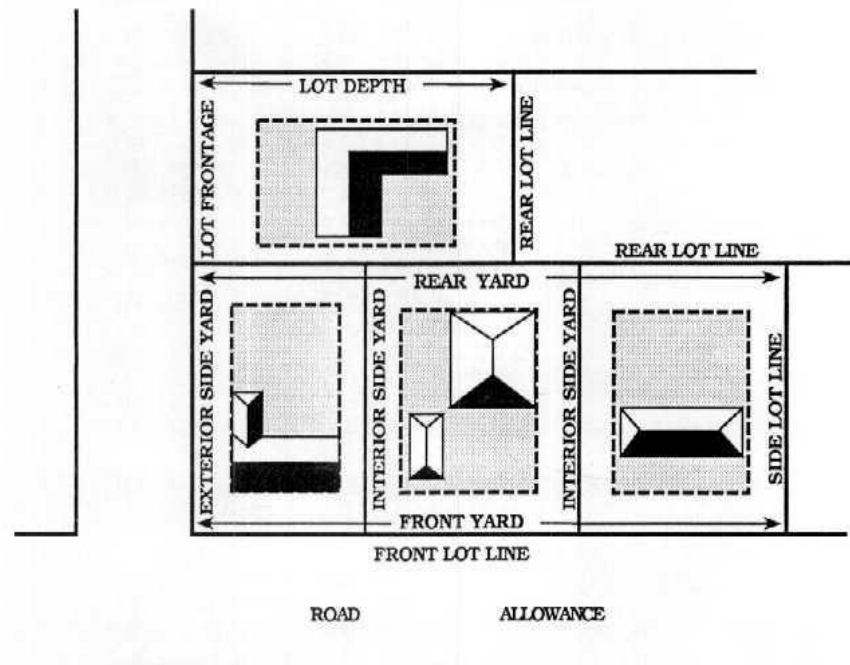 LOT DEPTH
LOT FRONTAGE
REAR LOT LINE
REAR LOT LINE
REAR YARD
EXTERIOR SIDE YARD
INTERIOR SIDE YARD
INTERIOR SIDE YARD
SIDE LOT LINE
FRONT YARD
FRONT LOT LINE
ROAD ALLOWANCE